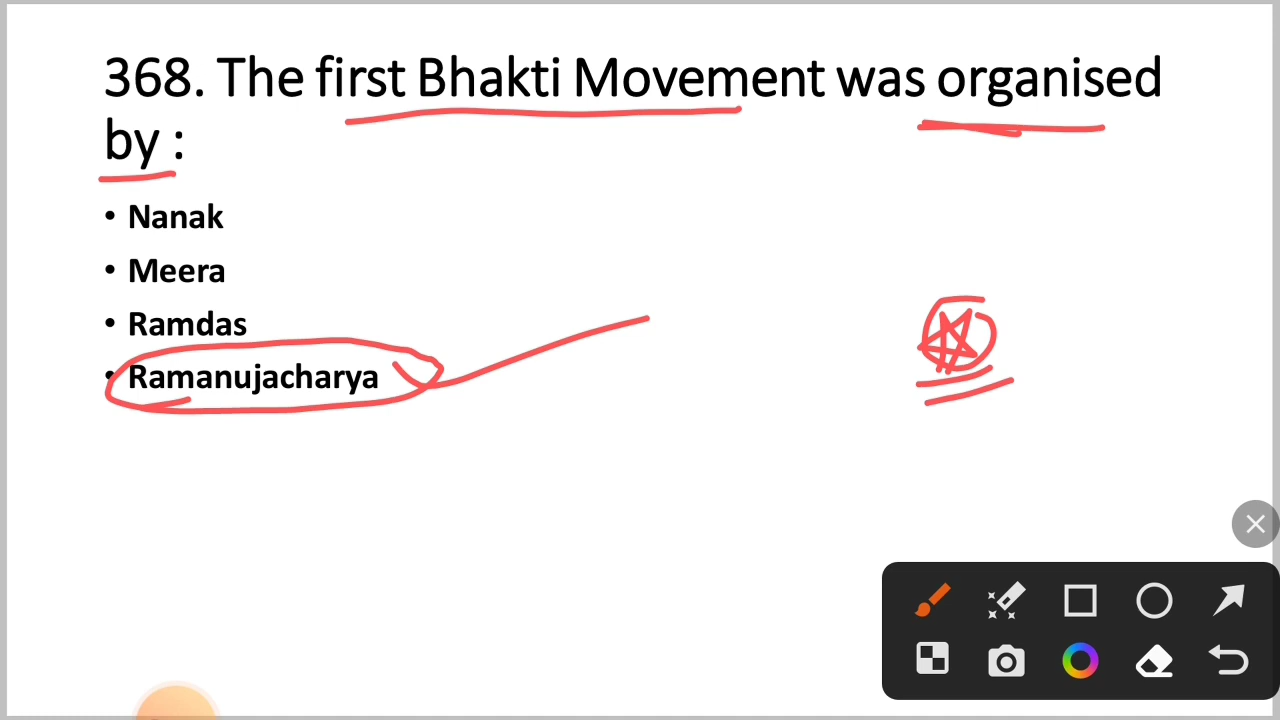 368. The first Bhakti Movement was organised
by :
• Nanak
• Meera
• Ramdas
• Ramanujacharya